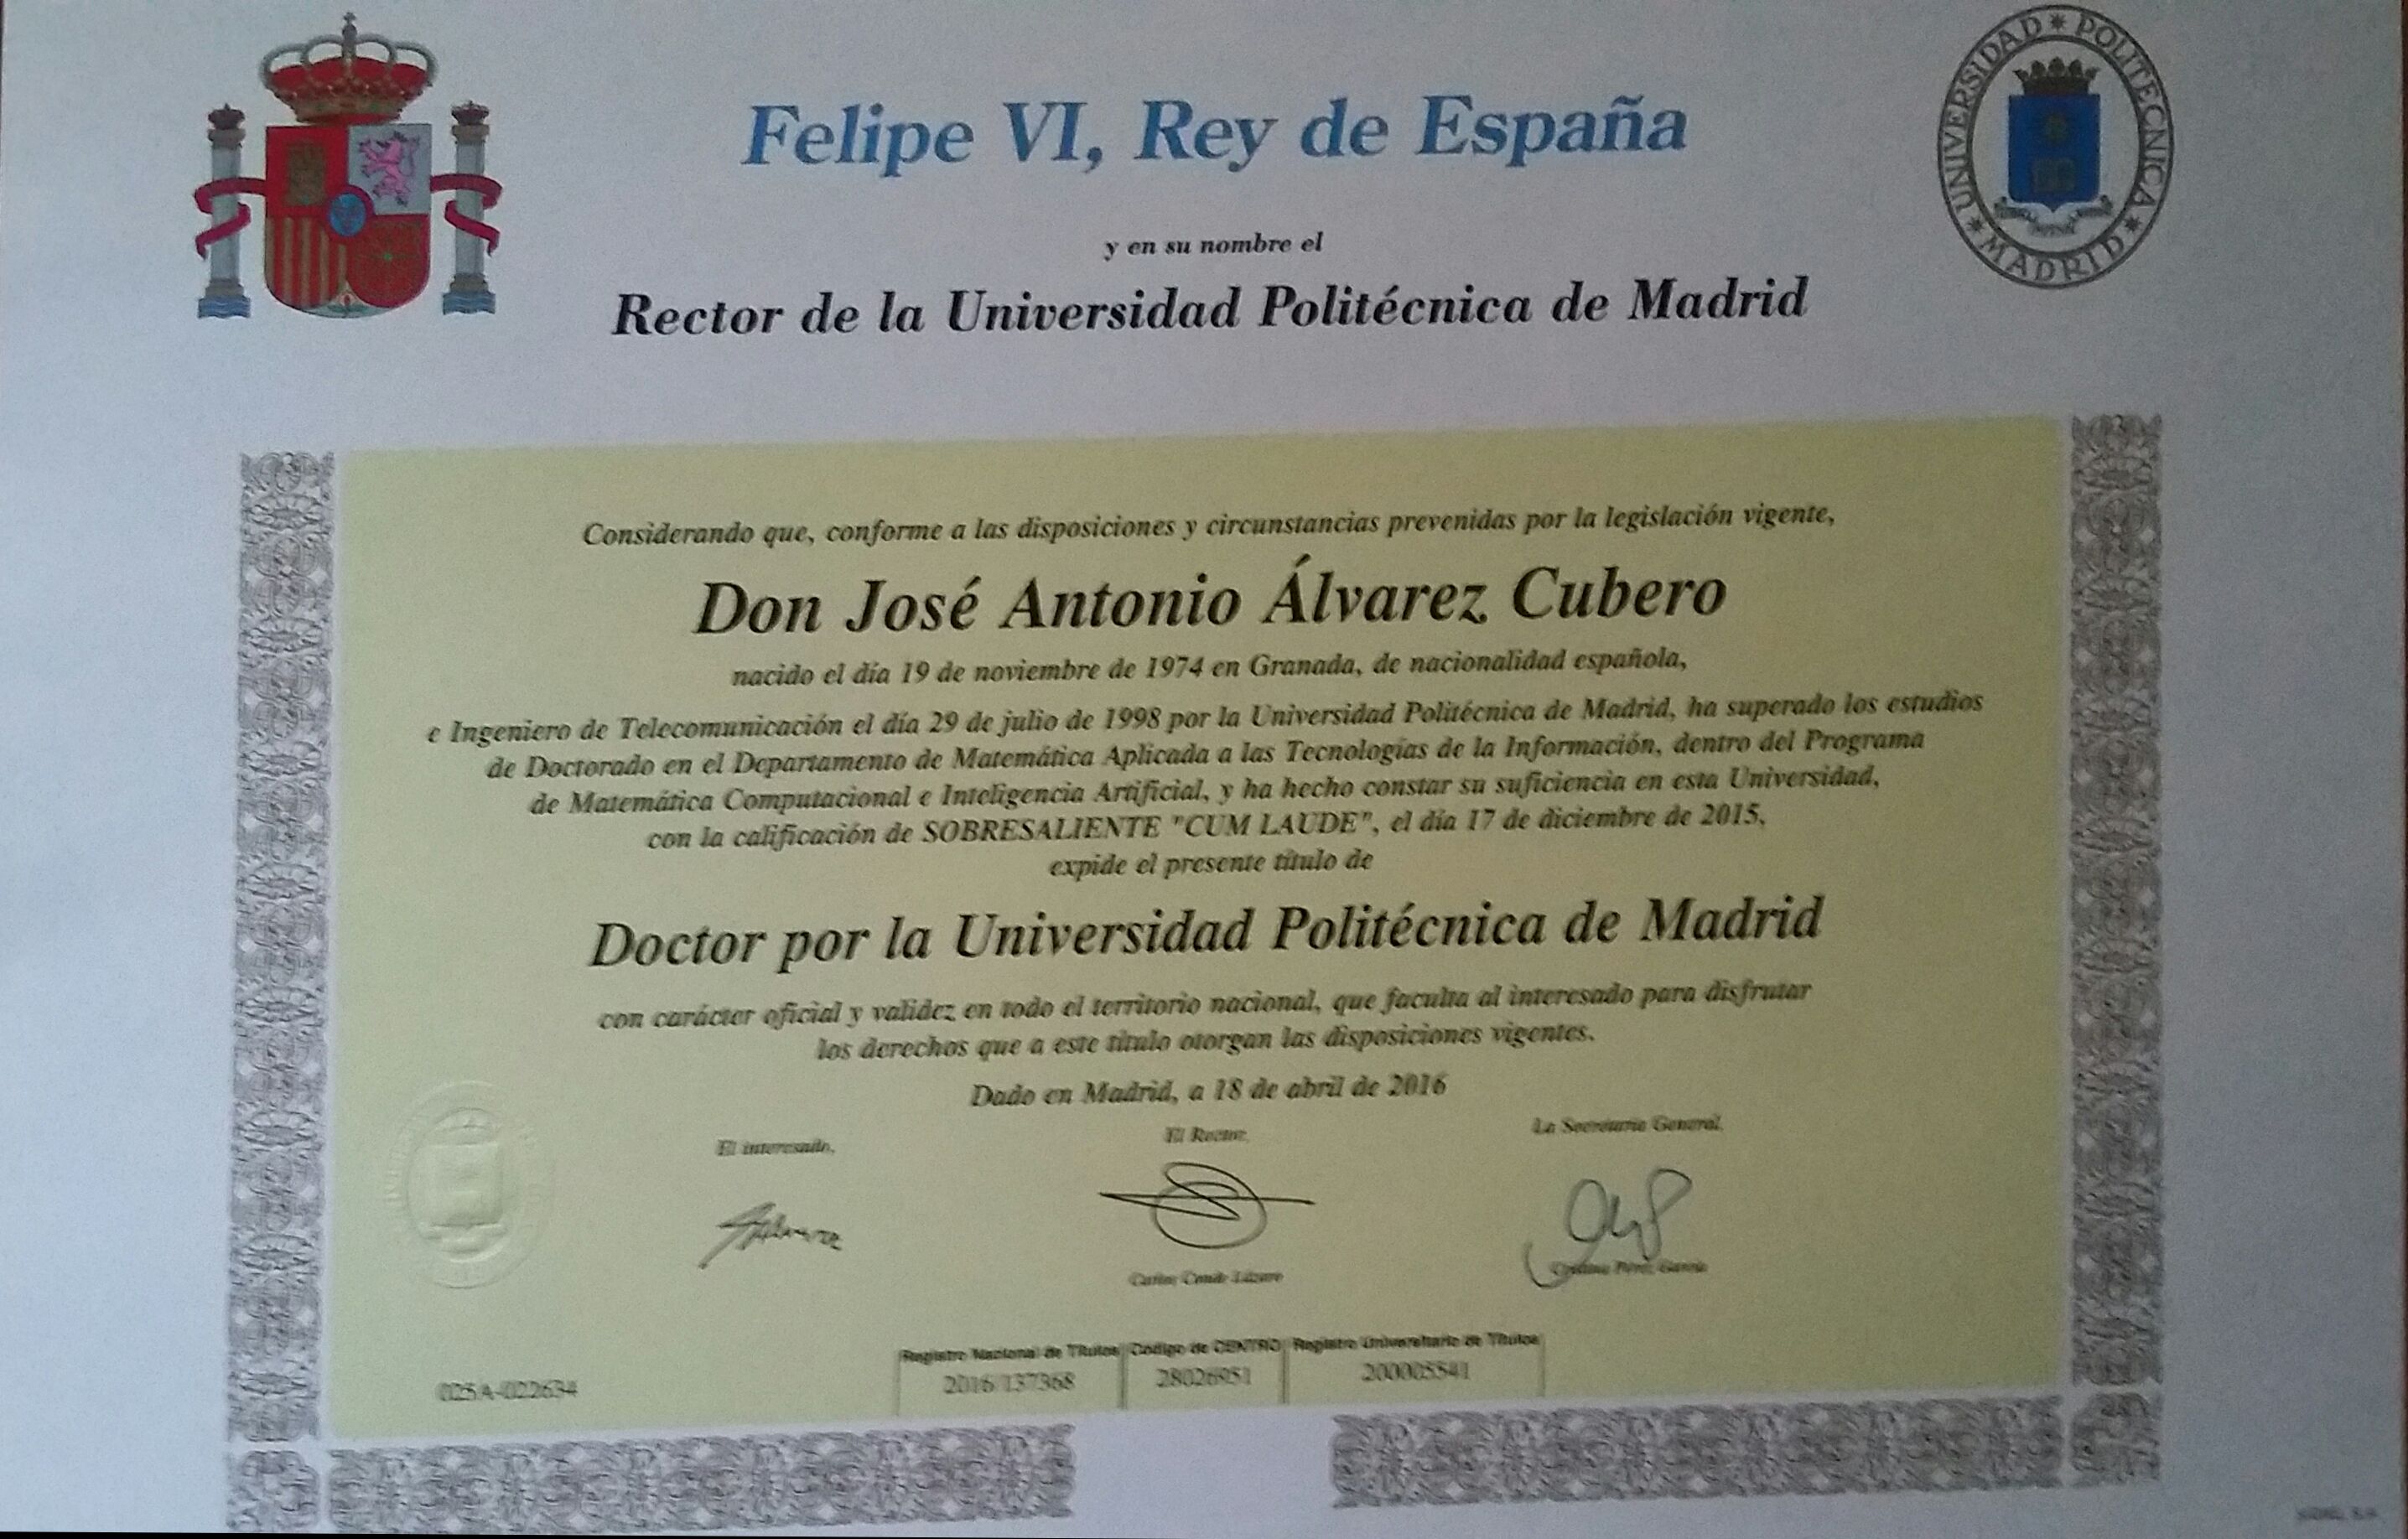 Felipe VI, Rey de España
UNIVERSIDAD * POLITECNICA * MADRID *
y en su nombre el
Rector de la Universidad Politécnica de Madrid
Considerando que, conforme a las disposiciones y circunstancias prevenidas por la legislación vigente,
Don José Antonio Álvarez Cubero
nacido el día 19 de noviembre de 1974 en Granada, de nacionalidad española,
e Ingeniero de Telecomunicación el día 29 de julio de 1998 por la Universidad Politécnica de Madrid, ha superado los estudios
de Doctorado en el Departamento de Matemática Aplicada a las Tecnologías de la Información, dentro del Programa
de Matemática Computacional e Inteligencia Artificial, y ha hecho constar su suficiencia en esta Universidad,
con la calificación de SOBRESALIENTE "CUM LAUDE", el día 17 de diciembre de 2015,
expide el presente título de
Doctor por la Universidad Politécnica de Madrid
con carácter oficial y validez en todo el territorio nacional, que faculta al interesado para disfrutar
los derechos que a este título otorgan las disposiciones vigentes.
Dado en Madrid, a 18 de abril de 2016
El interesado, El Rector, La Secretaria General,
Carlos Conde Lázaro Cristina Pérez García
Registro Nacional de Títulos Código de CENTRO Registro Universitario de Títulos
025A-022634 2016/137368 28026951 200005541